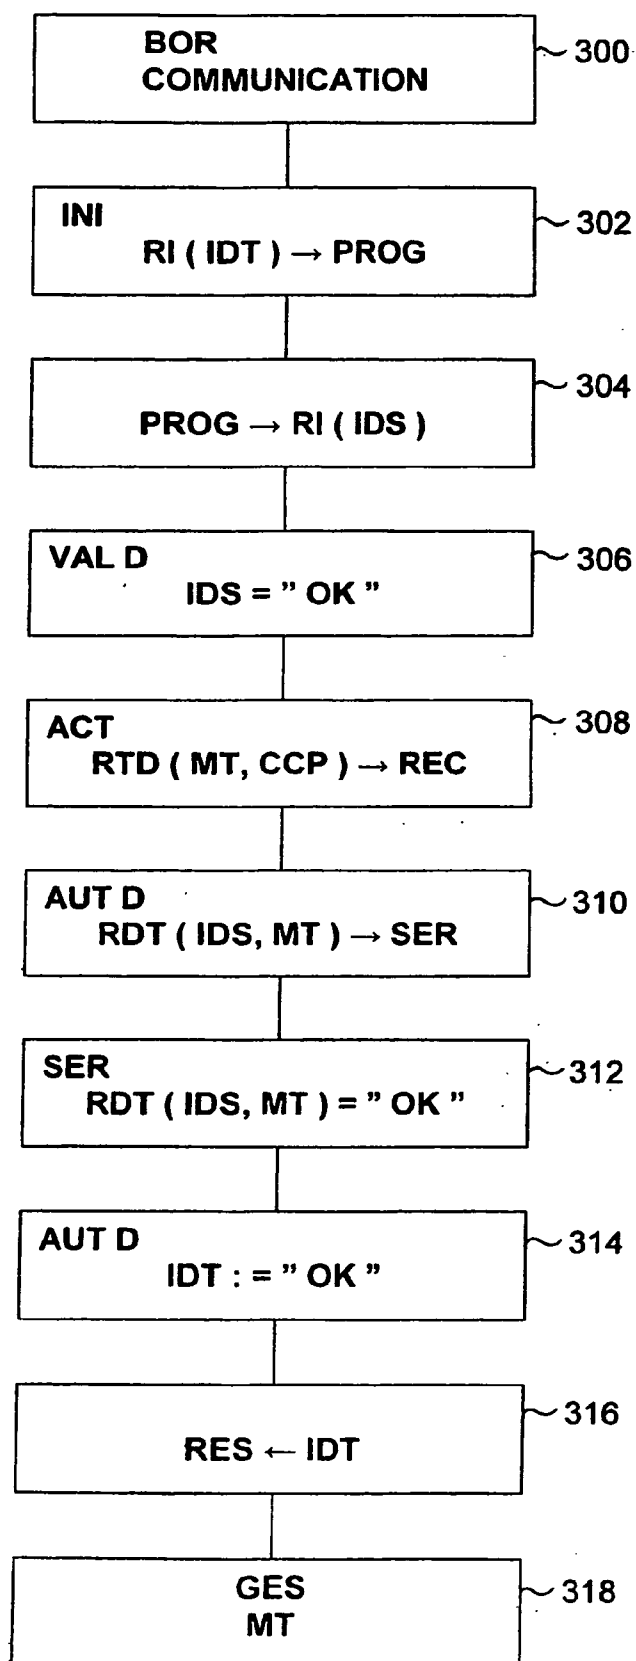 BOR
COMMUNICATION
300
INI
RI ( IDT ) → PROG
302
PROG → RI ( IDS )
304
VAL D
IDS = ” OK ”
306
ACT
RTD ( MT, CCP ) → REC
308
AUT D
RDT ( IDS, MT ) → SER
310
SER
RDT ( IDS, MT ) = ” OK ”
312
AUT D
IDT : = ” OK ”
314
RES ← IDT
316
GES
MT
318